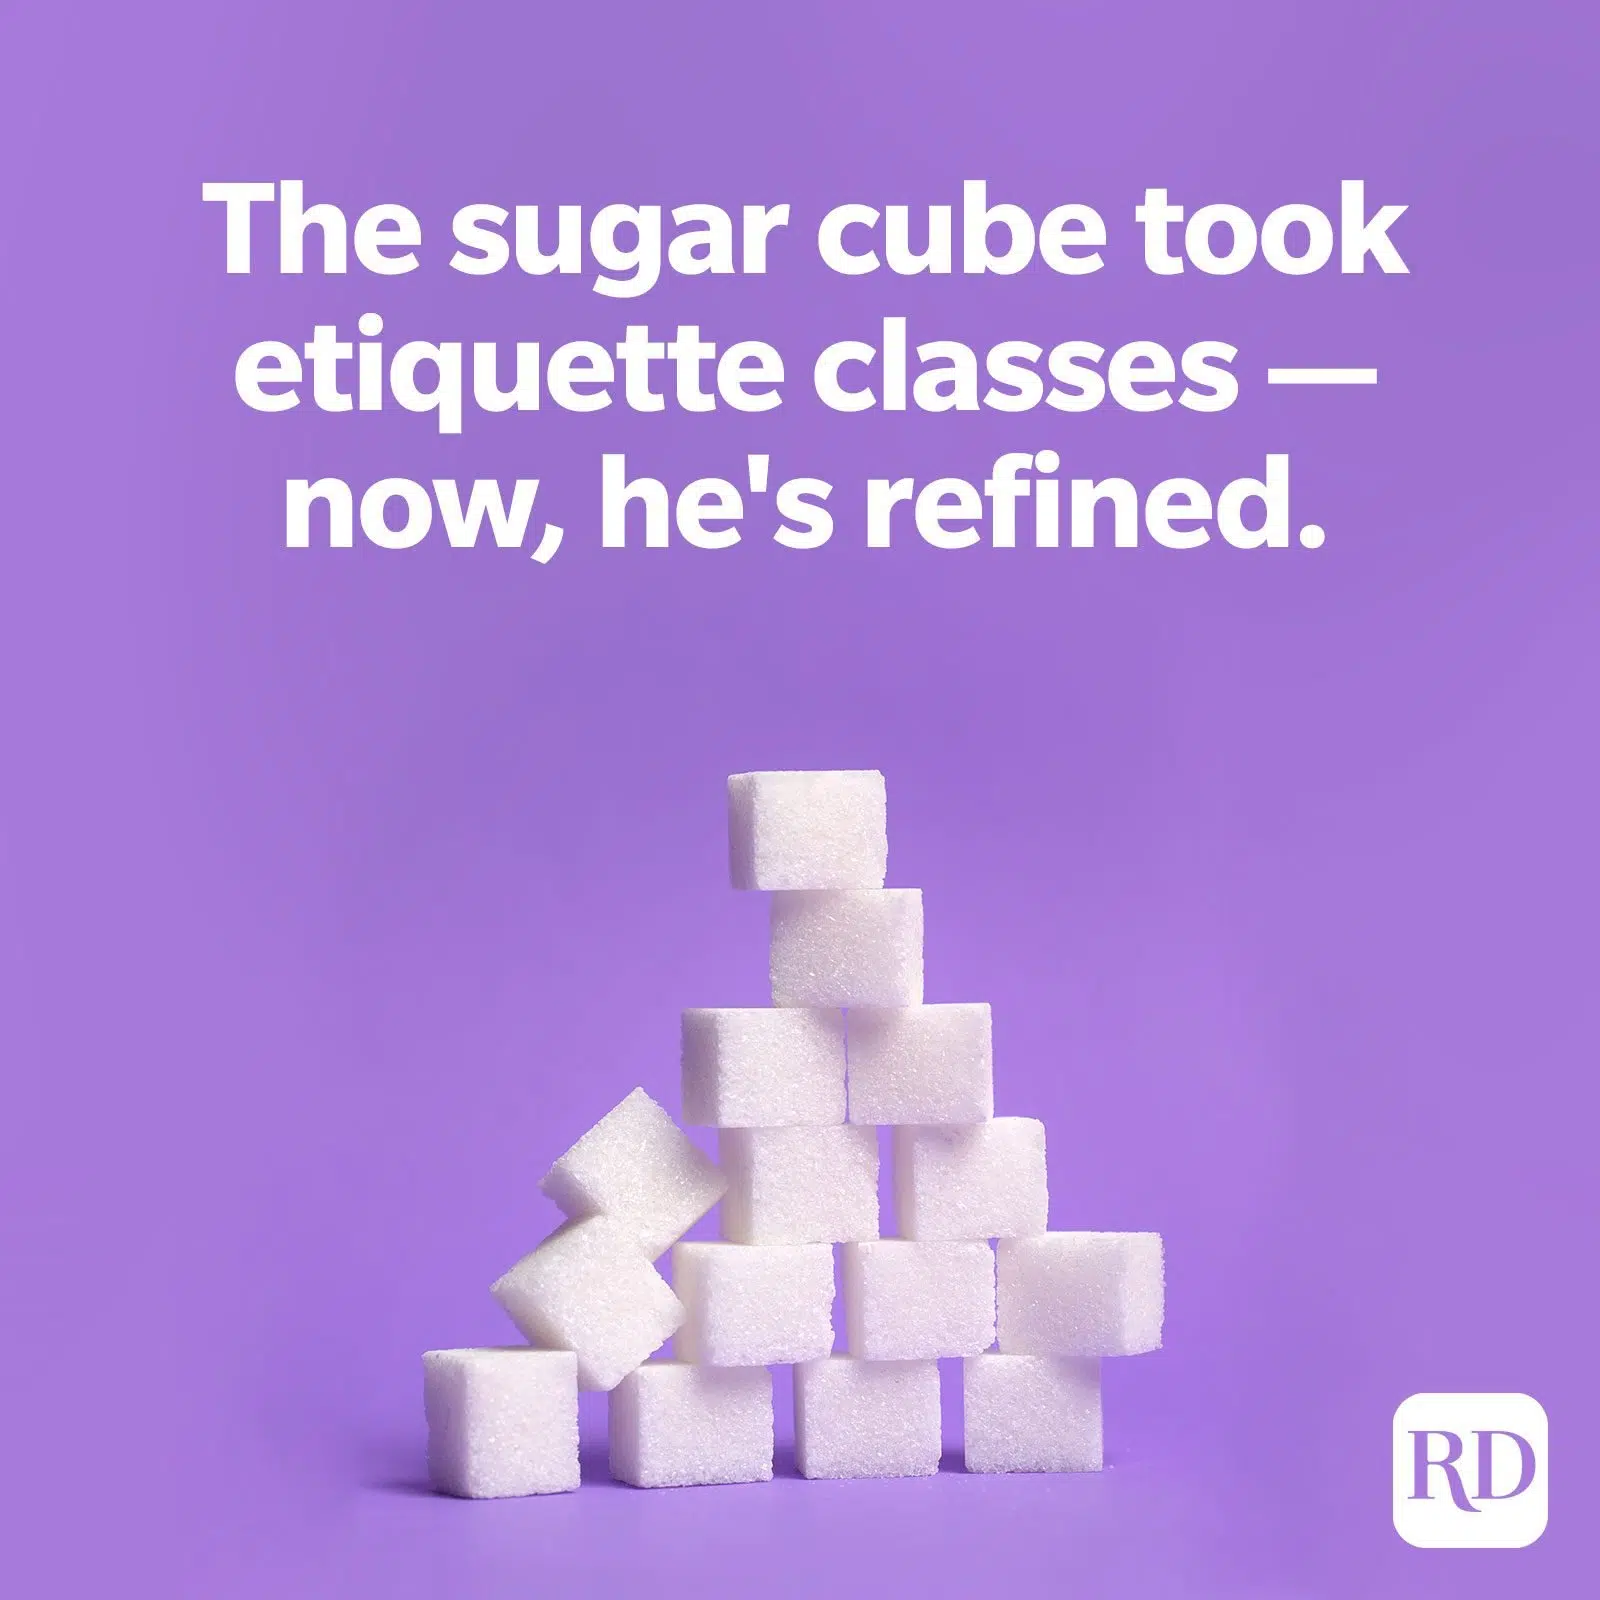 The sugar cube took
etiquette classes —
now, he's refined.
RD